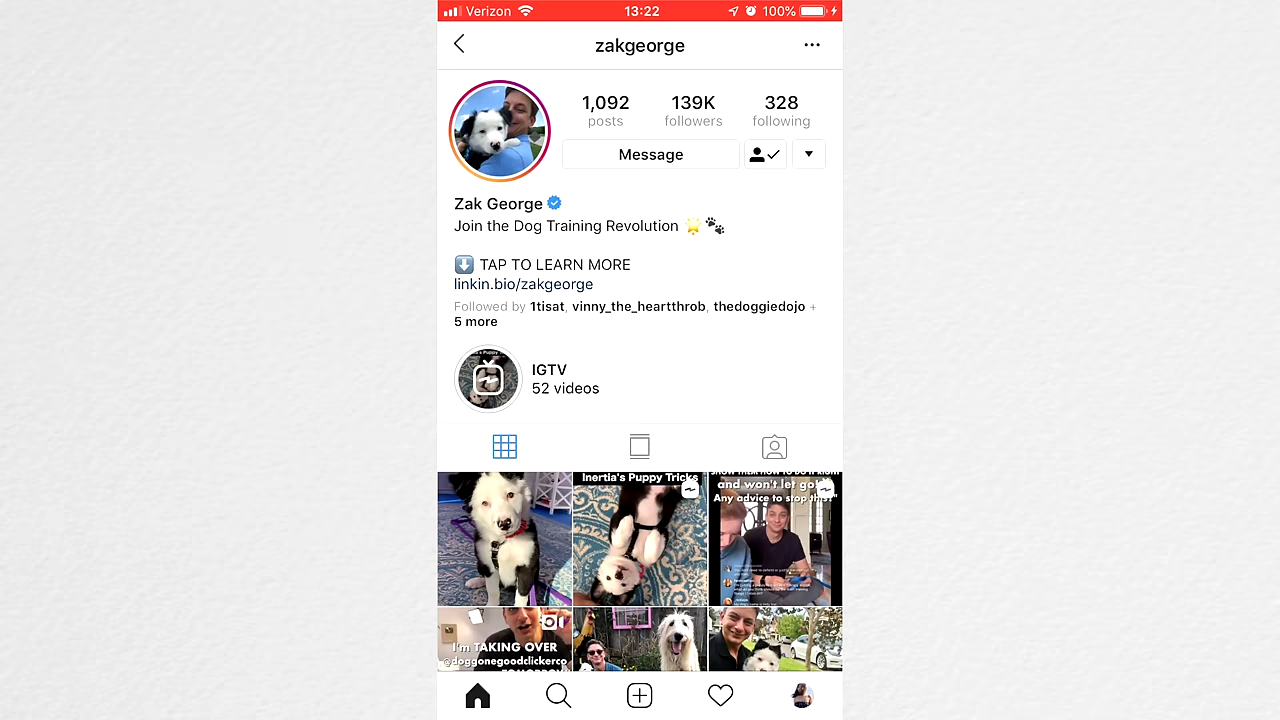 Verizon 13:22 100%
zakgeorge
1,092 139K 328
posts followers following
Message
Zak George
Join the Dog Training Revolution
TAP TO LEARN MORE
linkin.bio/zakgeorge
Followed by 1tisat, vinny_the_heartthrob, thedoggiedojo +
5 more
IGTV
52 videos
Inertia's Puppy Tricks
and won't let go?
Any advice to stop this?"
I'm TAKING OVER
@doggonegoodclickerco